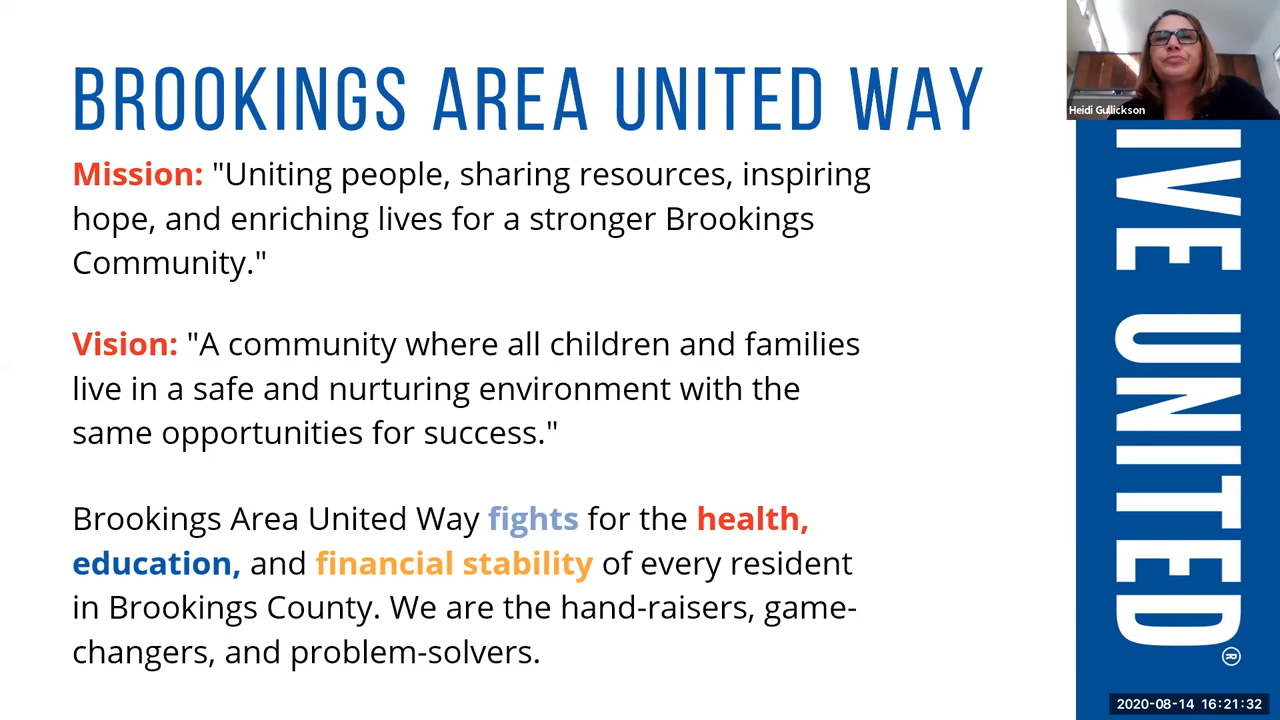 BROOKINGS AREA UNITED WAY
Mission: "Uniting people, sharing resources, inspiring
hope, and enriching lives for a stronger Brookings
Community."
Vision: "A community where all children and families
live in a safe and nurturing environment with the
same opportunities for success."
Brookings Area United Way fights for the health,
education, and financial stability of every resident
in Brookings County. We are the hand-raisers, game-
changers, and problem-solvers.
Heidi Gullickson
IVE UNITED®
2020-08-14 16:21:32